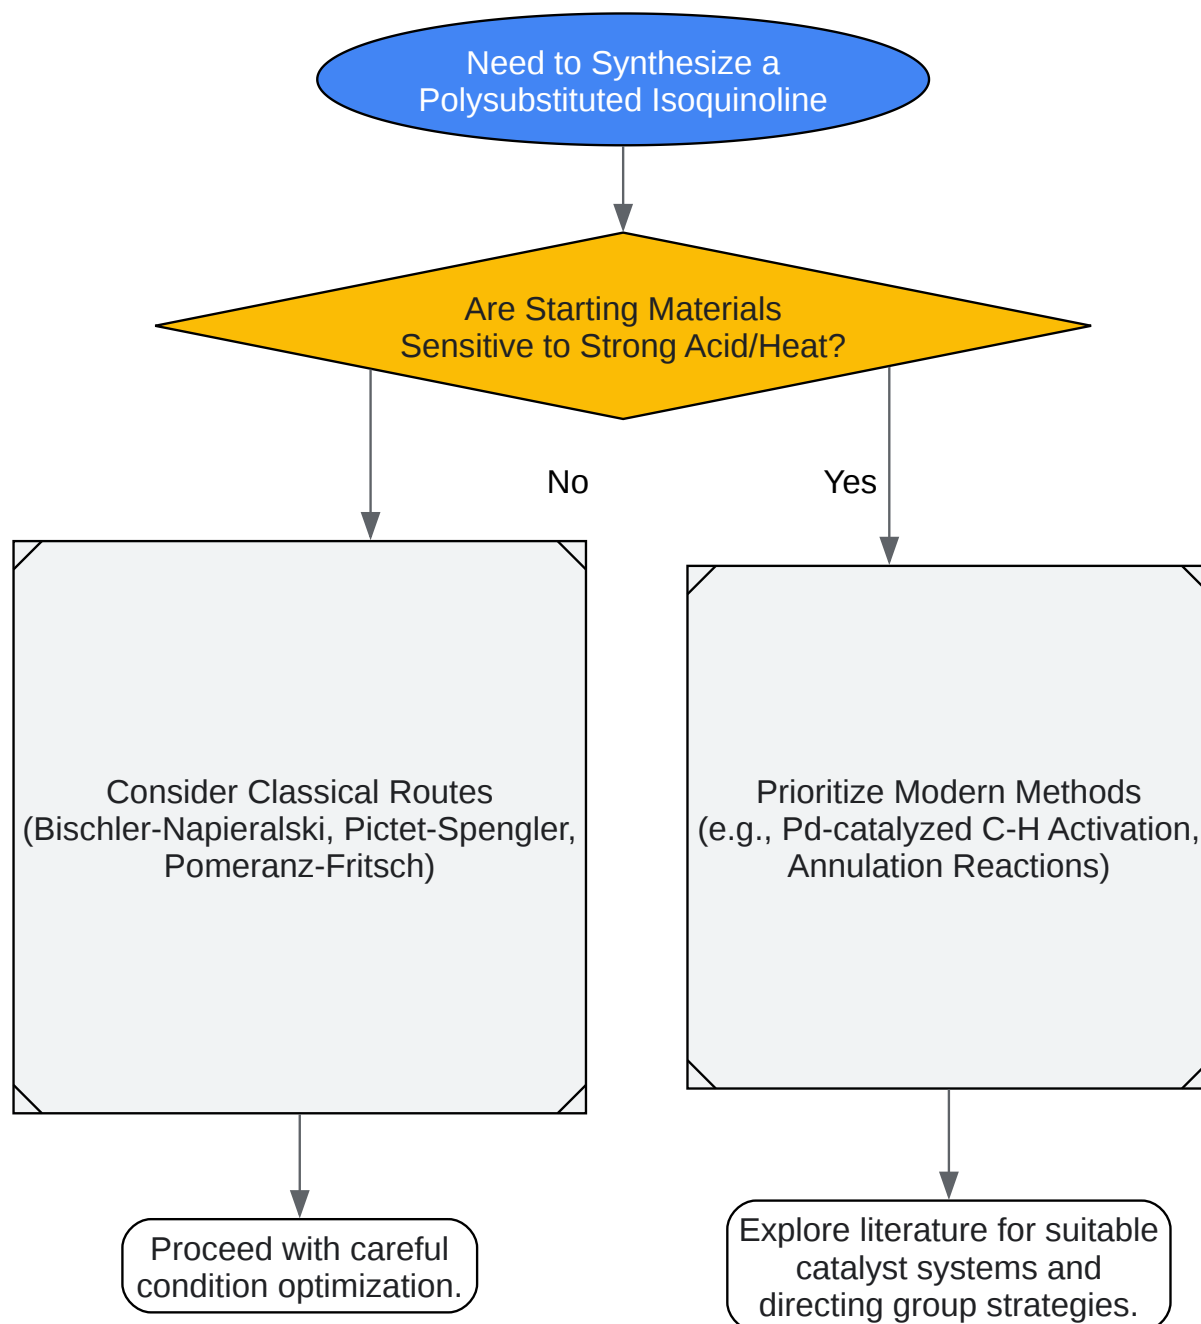 Need to Synthesize a
Polysubstituted Isoquinoline
Are Starting Materials
Sensitive to Strong Acid/Heat?
No
Yes
Consider Classical Routes
(Bischler-Napieralski, Pictet-Spengler,
Pomeranz-Fritsch)
Prioritize Modern Methods
(e.g., Pd-catalyzed C-H Activation,
Annulation Reactions)
Proceed with careful
condition optimization.
Explore literature for suitable
catalyst systems and
directing group strategies.